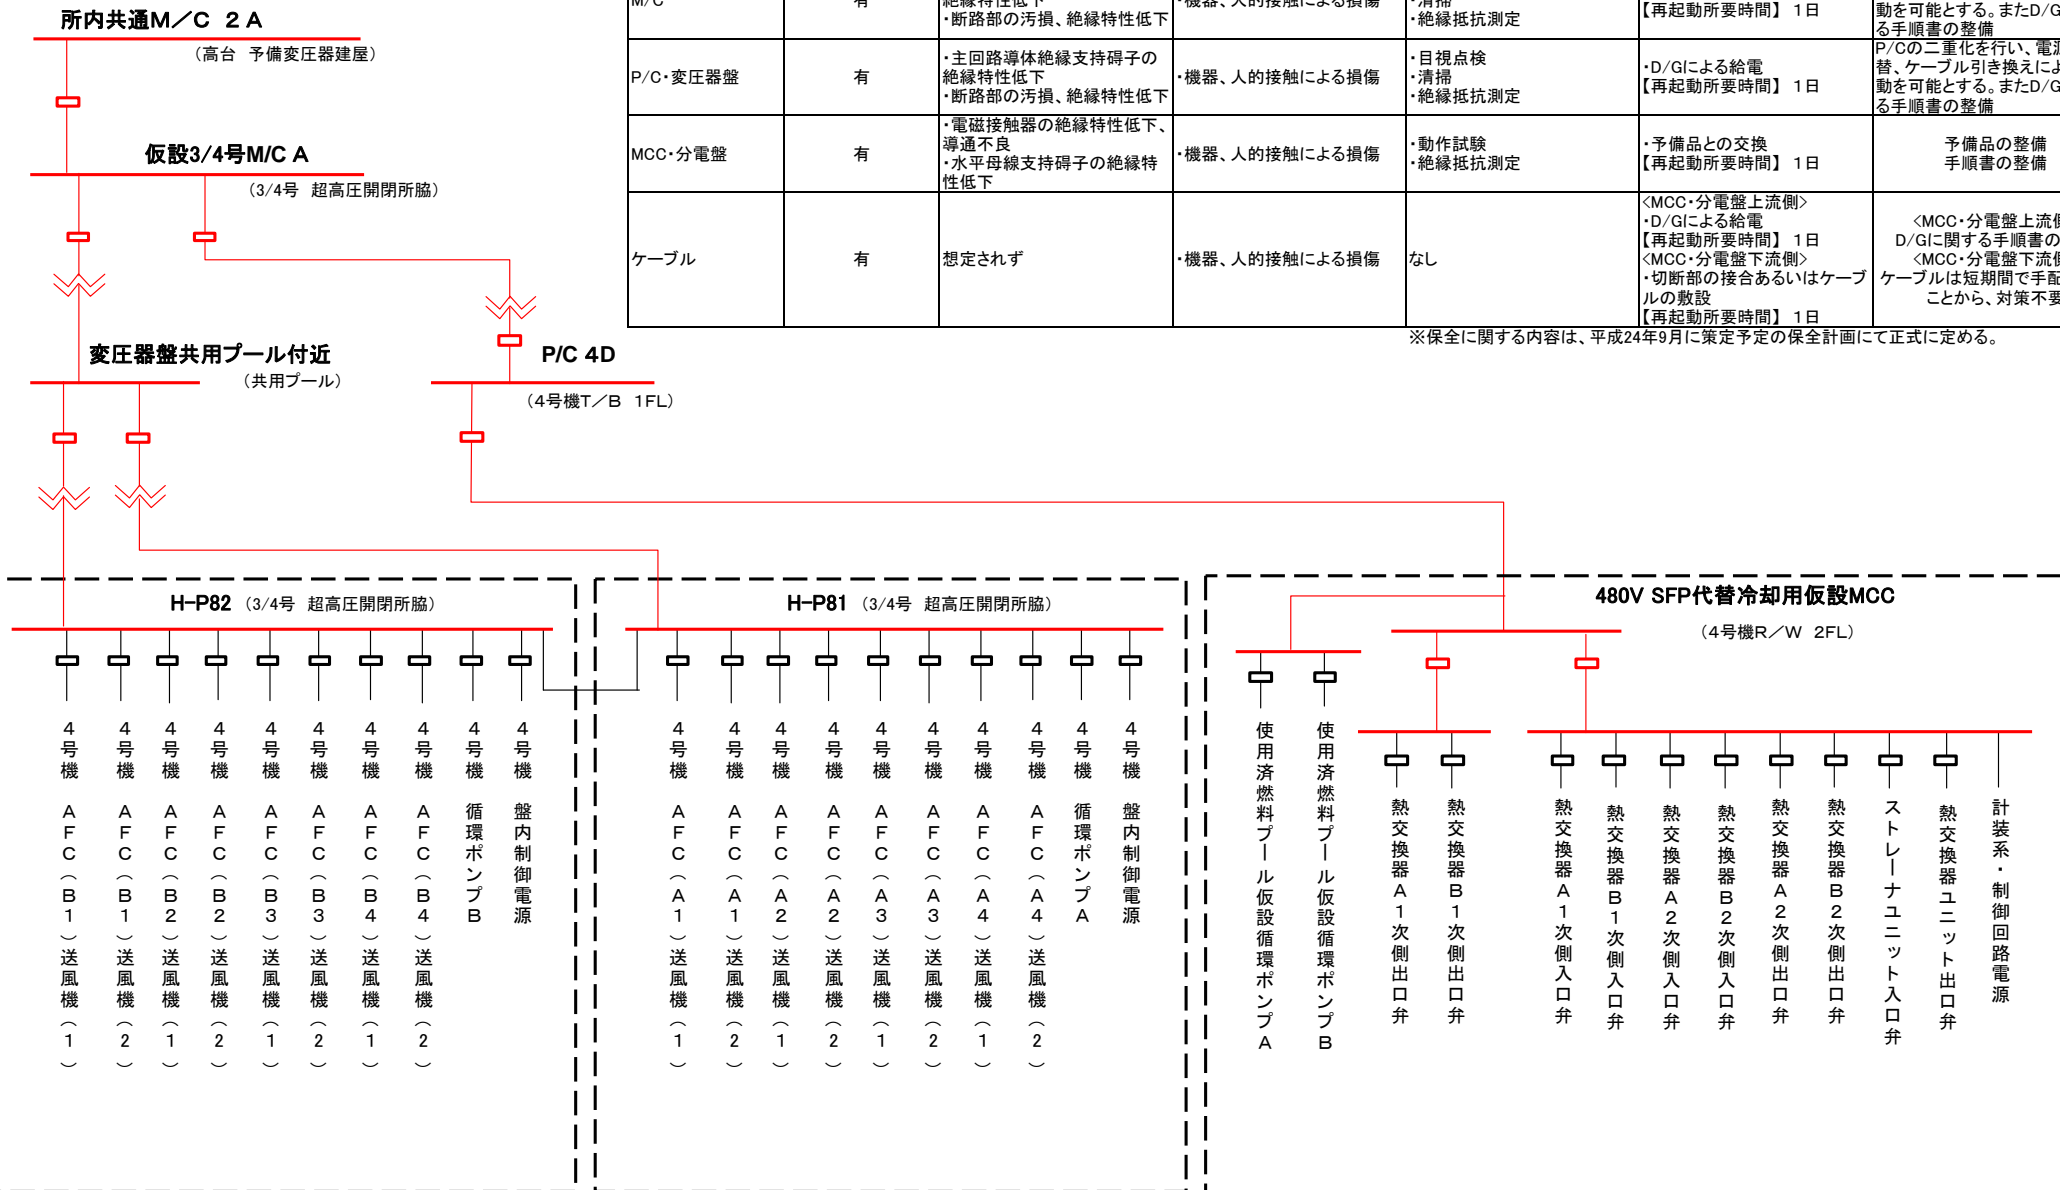 所内共通M／C ２Ａ
（高台 予備変圧器建屋）
仮設3/4号M/C A
（3/4号 超高圧開閉所脇）
変圧器盤共用プール付近
（共用プール）
P/C 4D
（4号機T／B 1FL）
M/C
有
絶縁特性低下
・断路部の汚損、絶縁特性低下
・機器、人的接触による損傷
・清掃
・絶縁抵抗測定
【再起動所要時間】 1日
動を可能とする。またD/G
る手順書の整備
P/C・変圧器盤
有
・主回路導体絶縁支持碍子の
絶縁特性低下
・断路部の汚損、絶縁特性低下
・機器、人的接触による損傷
・目視点検
・清掃
・絶縁抵抗測定
・D/Gによる給電
【再起動所要時間】 1日
P/Cの二重化を行い、電源
替、ケーブル引き換えによ
動を可能とする。またD/G
る手順書の整備
MCC・分電盤
有
・電磁接触器の絶縁特性低下、
導通不良
・水平母線支持碍子の絶縁特
性低下
・機器、人的接触による損傷
・動作試験
・絶縁抵抗測定
・予備品との交換
【再起動所要時間】 1日
予備品の整備
手順書の整備
ケーブル
有
想定されず
・機器、人的接触による損傷
なし
<MCC・分電盤上流側>
・D/Gによる給電
【再起動所要時間】 1日
<MCC・分電盤下流側>
・切断部の接合あるいはケーブ
ルの敷設
【再起動所要時間】 1日
<MCC・分電盤上流側
D/Gに関する手順書の
<MCC・分電盤下流側
ケーブルは短期間で手配
ことから、対策不要
※保全に関する内容は、平成24年9月に策定予定の保全計画にて正式に定める。
H-P82 （3/4号 超高圧開閉所脇）
４号機 ＡＦＣ（Ｂ１）送風機（１）
４号機 ＡＦＣ（Ｂ１）送風機（２）
４号機 ＡＦＣ（Ｂ２）送風機（１）
４号機 ＡＦＣ（Ｂ２）送風機（２）
４号機 ＡＦＣ（Ｂ３）送風機（１）
４号機 ＡＦＣ（Ｂ３）送風機（２）
４号機 ＡＦＣ（Ｂ４）送風機（１）
４号機 ＡＦＣ（Ｂ４）送風機（２）
４号機 循環ポンプＢ
４号機 盤内制御電源
H-P81 （3/4号 超高圧開閉所脇）
４号機 ＡＦＣ（Ａ１）送風機（１）
４号機 ＡＦＣ（Ａ１）送風機（２）
４号機 ＡＦＣ（Ａ２）送風機（１）
４号機 ＡＦＣ（Ａ２）送風機（２）
４号機 ＡＦＣ（Ａ３）送風機（１）
４号機 ＡＦＣ（Ａ３）送風機（２）
４号機 ＡＦＣ（Ａ４）送風機（１）
４号機 ＡＦＣ（Ａ４）送風機（２）
４号機 循環ポンプＡ
４号機 盤内制御電源
480V SFP代替冷却用仮設MCC
（4号機R／W 2FL）
使用済燃料プール仮設循環ポンプＡ
使用済燃料プール仮設循環ポンプＢ
熱交換器Ａ１次側出口弁
熱交換器Ｂ１次側出口弁
熱交換器Ａ１次側入口弁
熱交換器Ｂ１次側入口弁
熱交換器Ａ２次側入口弁
熱交換器Ｂ２次側入口弁
熱交換器Ａ２次側出口弁
熱交換器Ｂ２次側出口弁
ストレーナユニット入口弁
熱交換器ユニット出口弁
計装系・制御回路電源